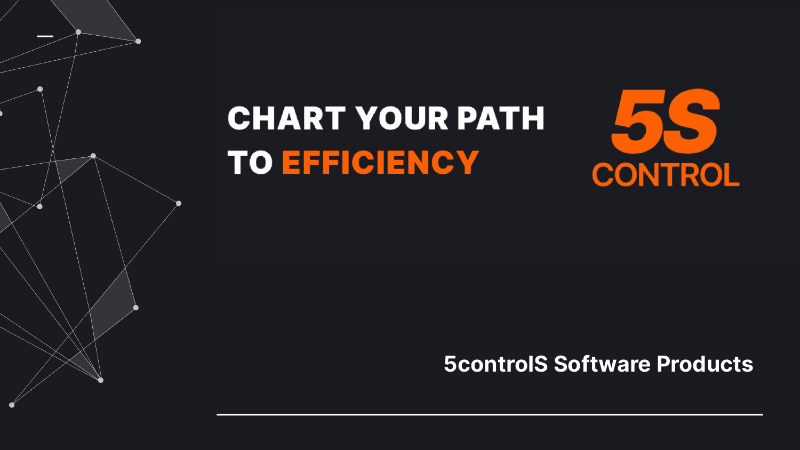 CHART YOUR PATH
TO EFFICIENCY
5S
CONTROL
5controlS Software Products